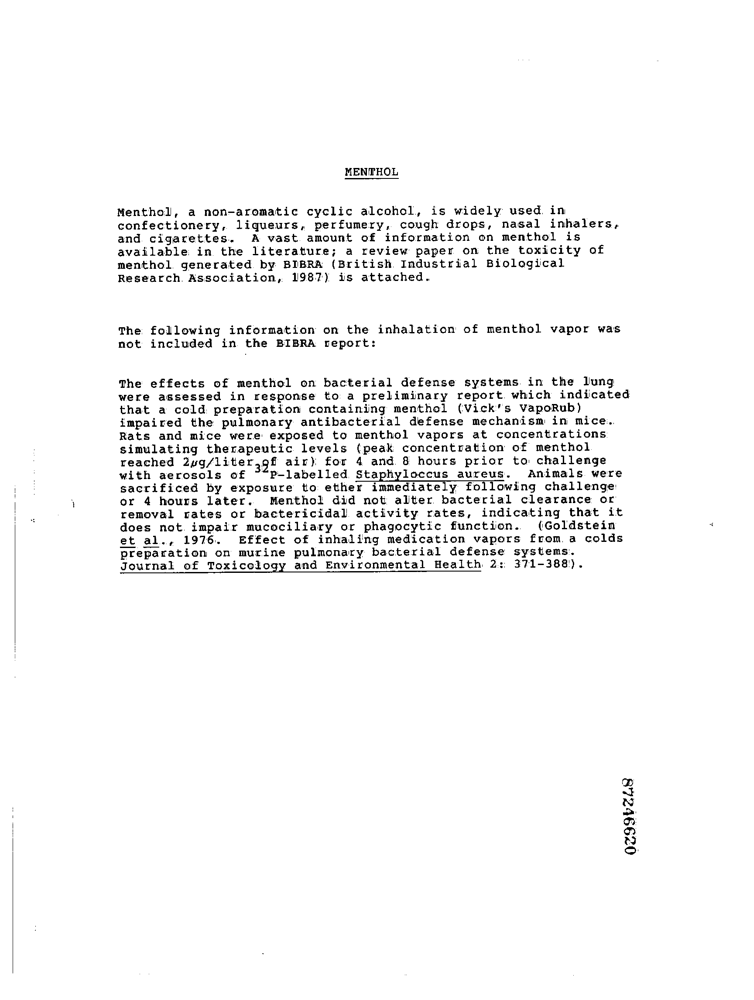 MENTHOL
Menthol, a non-aromatic cyclic alcohol, is widely used in
confectionery, liqueurs, perfumery, cough drops, nasal inhalers,
and cigarettes. A vast amount of information on menthol is
available in the literature; a review paper on the toxicity of
menthol generated by BIBRA (British Industrial Biological
Research Association, 1987) is attached.
The following information on the inhalation of menthol vapor was
not included in the BIBRA report:
The effects of menthol on bacterial defense systems in the lung
were assessed in response to a preliminary report which indicated
that a cold preparation containing menthol (Vick's VapoRub)
impaired the pulmonary antibacterial defense mechanism in mice.
Rats and mice were exposed to menthol vapors at concentrations
simulating therapeutic levels (peak concentration of menthol
reached 2µg/liter of air) for 4 and 8 hours prior to challenge
with aerosols of ³²P-labelled Staphyloccus aureus. Animals were
sacrificed by exposure to ether immediately following challenge
or 4 hours later. Menthol did not alter bacterial clearance or
removal rates or bactericidal activity rates, indicating that it
does not impair mucociliary or phagocytic function. (Goldstein
et al., 1976. Effect of inhaling medication vapors from a colds
preparation on murine pulmonary bacterial defense systems.
Journal of Toxicology and Environmental Health 2: 371-388).
87246620